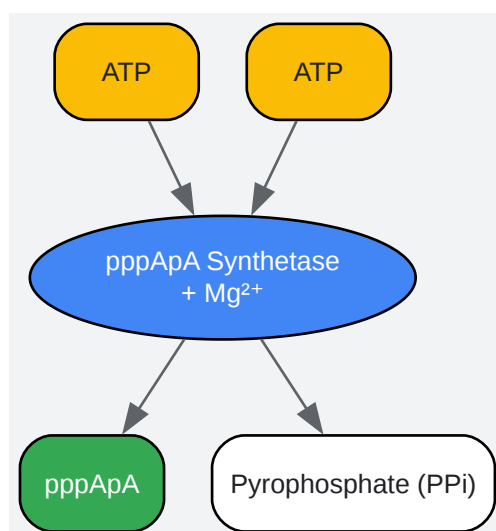 ATP
ATP
pppApA Synthetase
+ Mg²⁺
pppApA
Pyrophosphate (PPi)